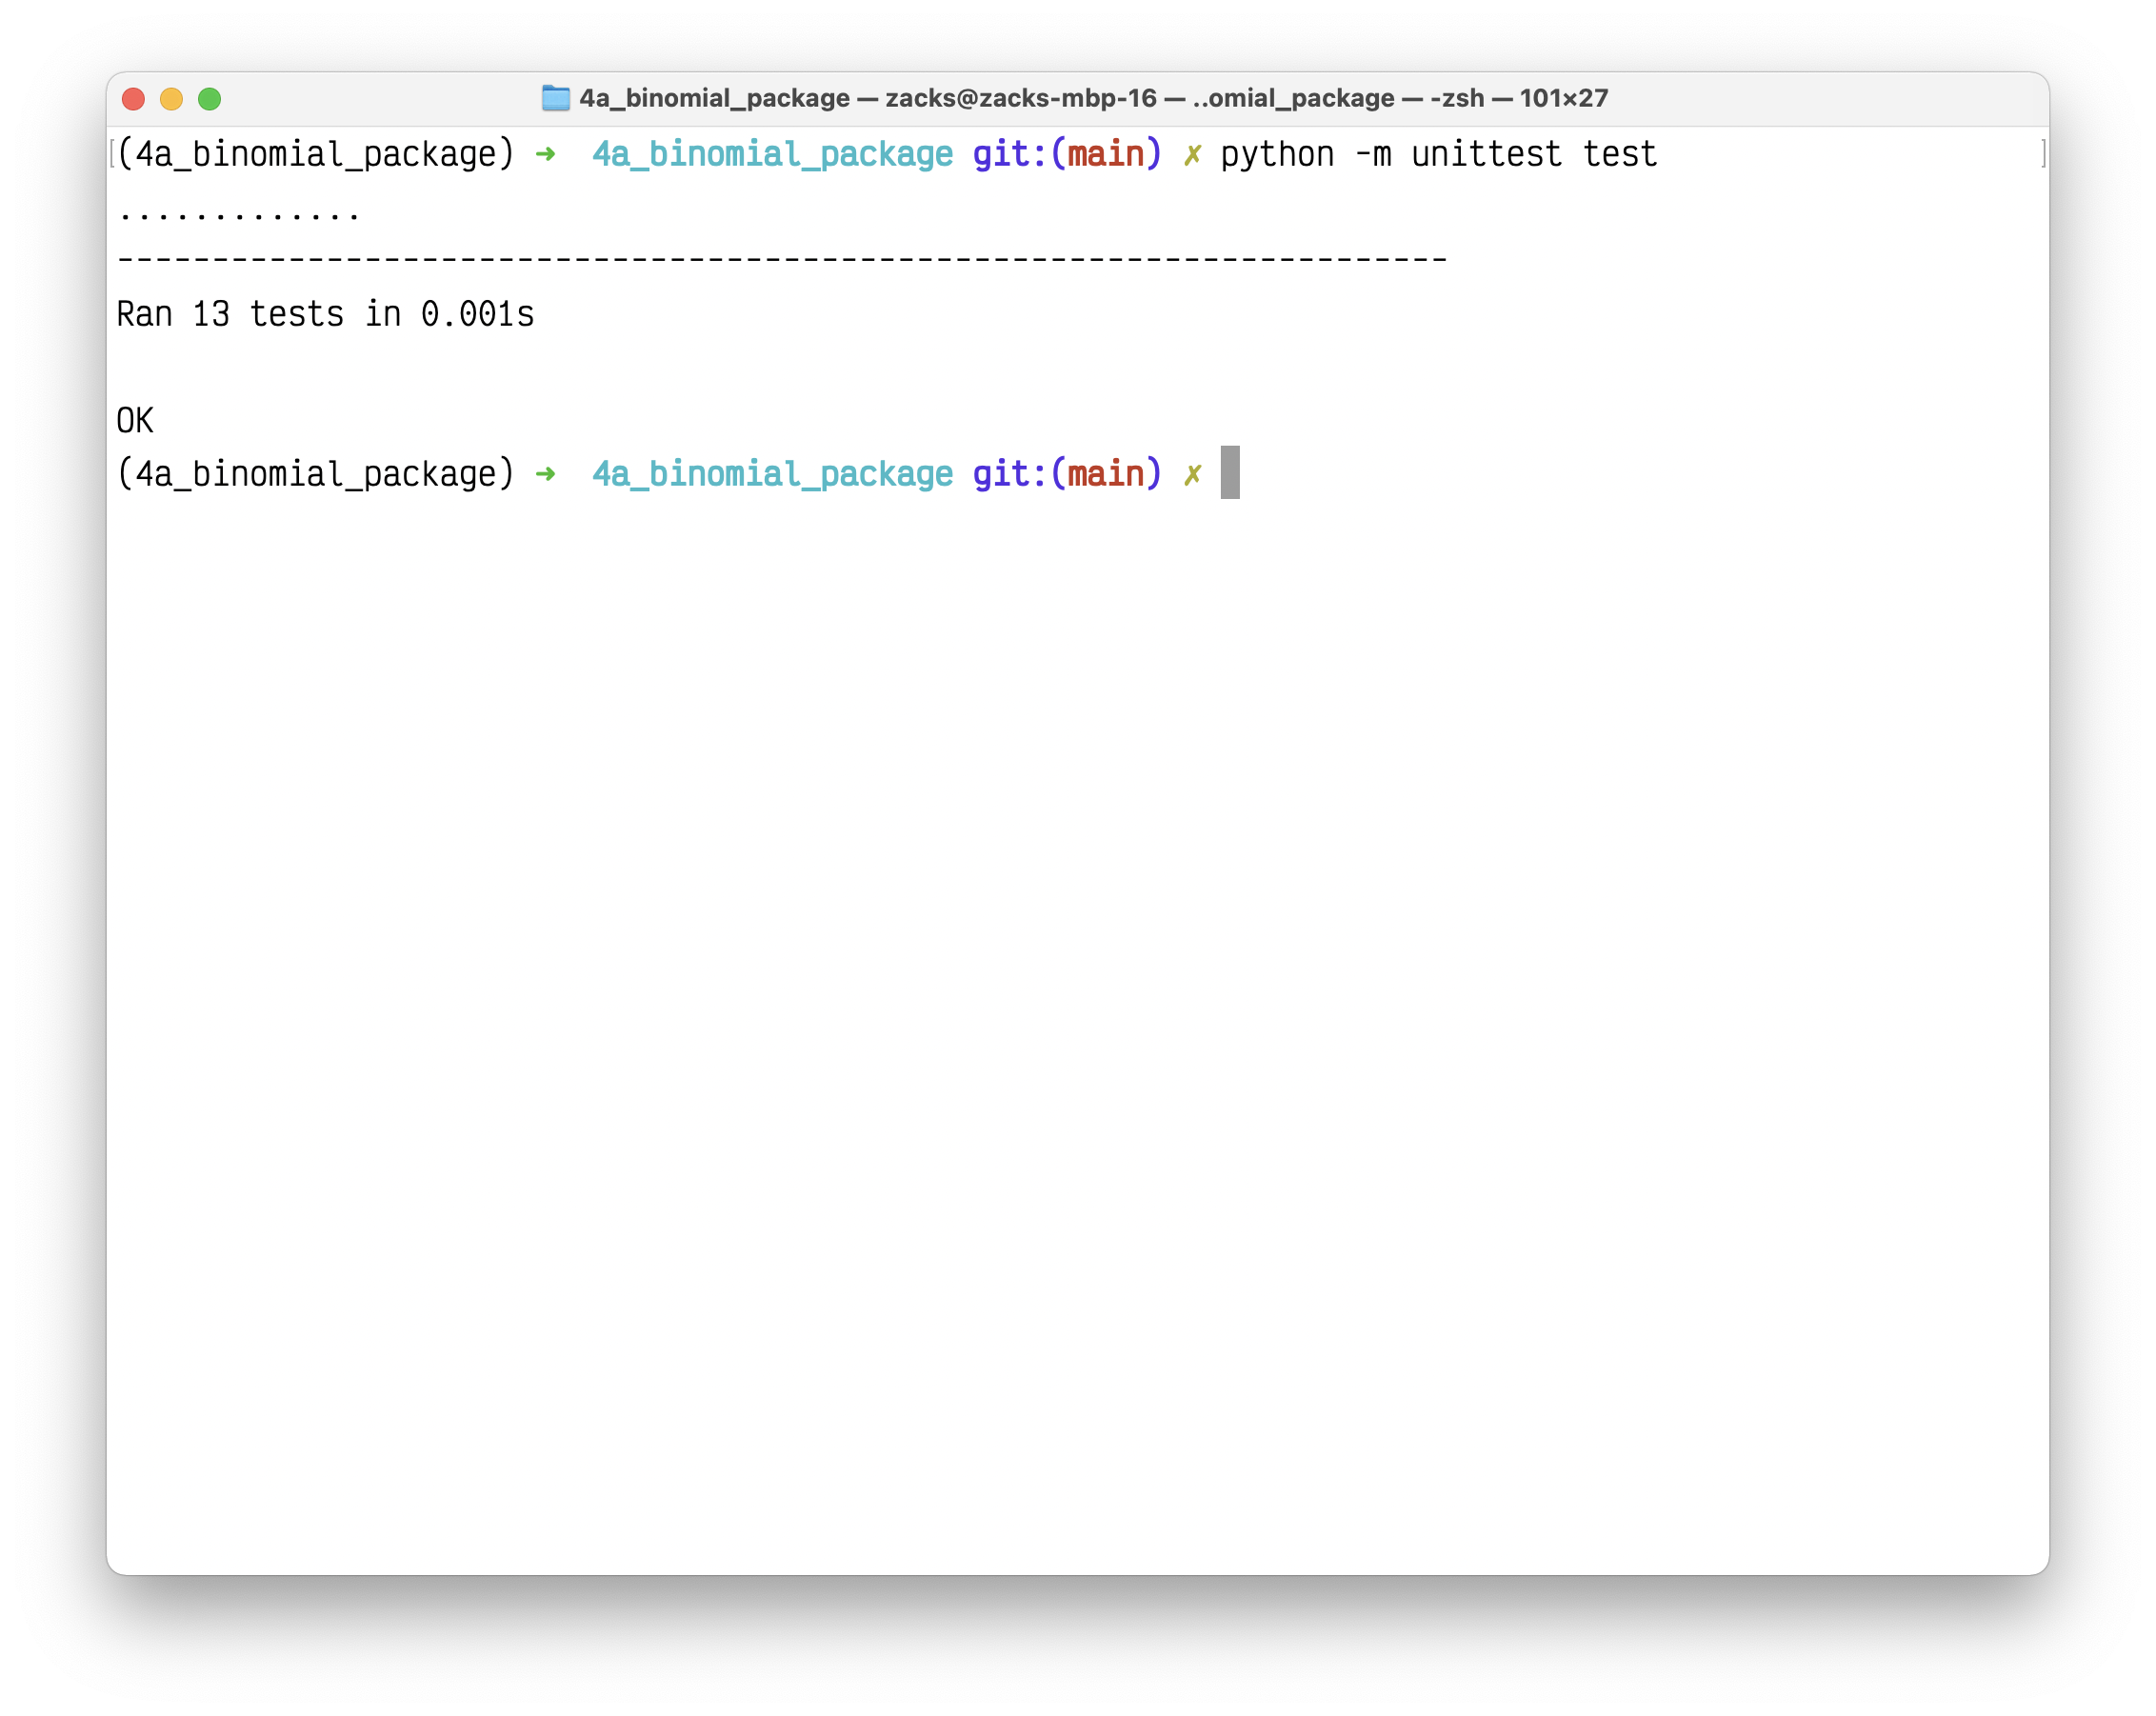 4a_binomial_package — zacks@zacks-mbp-16 — ..omial_package — -zsh — 101×27
[(4a_binomial_package) ➜  4a_binomial_package git:(main) ✗ python -m unittest test ]
.............
----------------------------------------------------------------------
Ran 13 tests in 0.001s
OK
(4a_binomial_package) ➜  4a_binomial_package git:(main) ✗